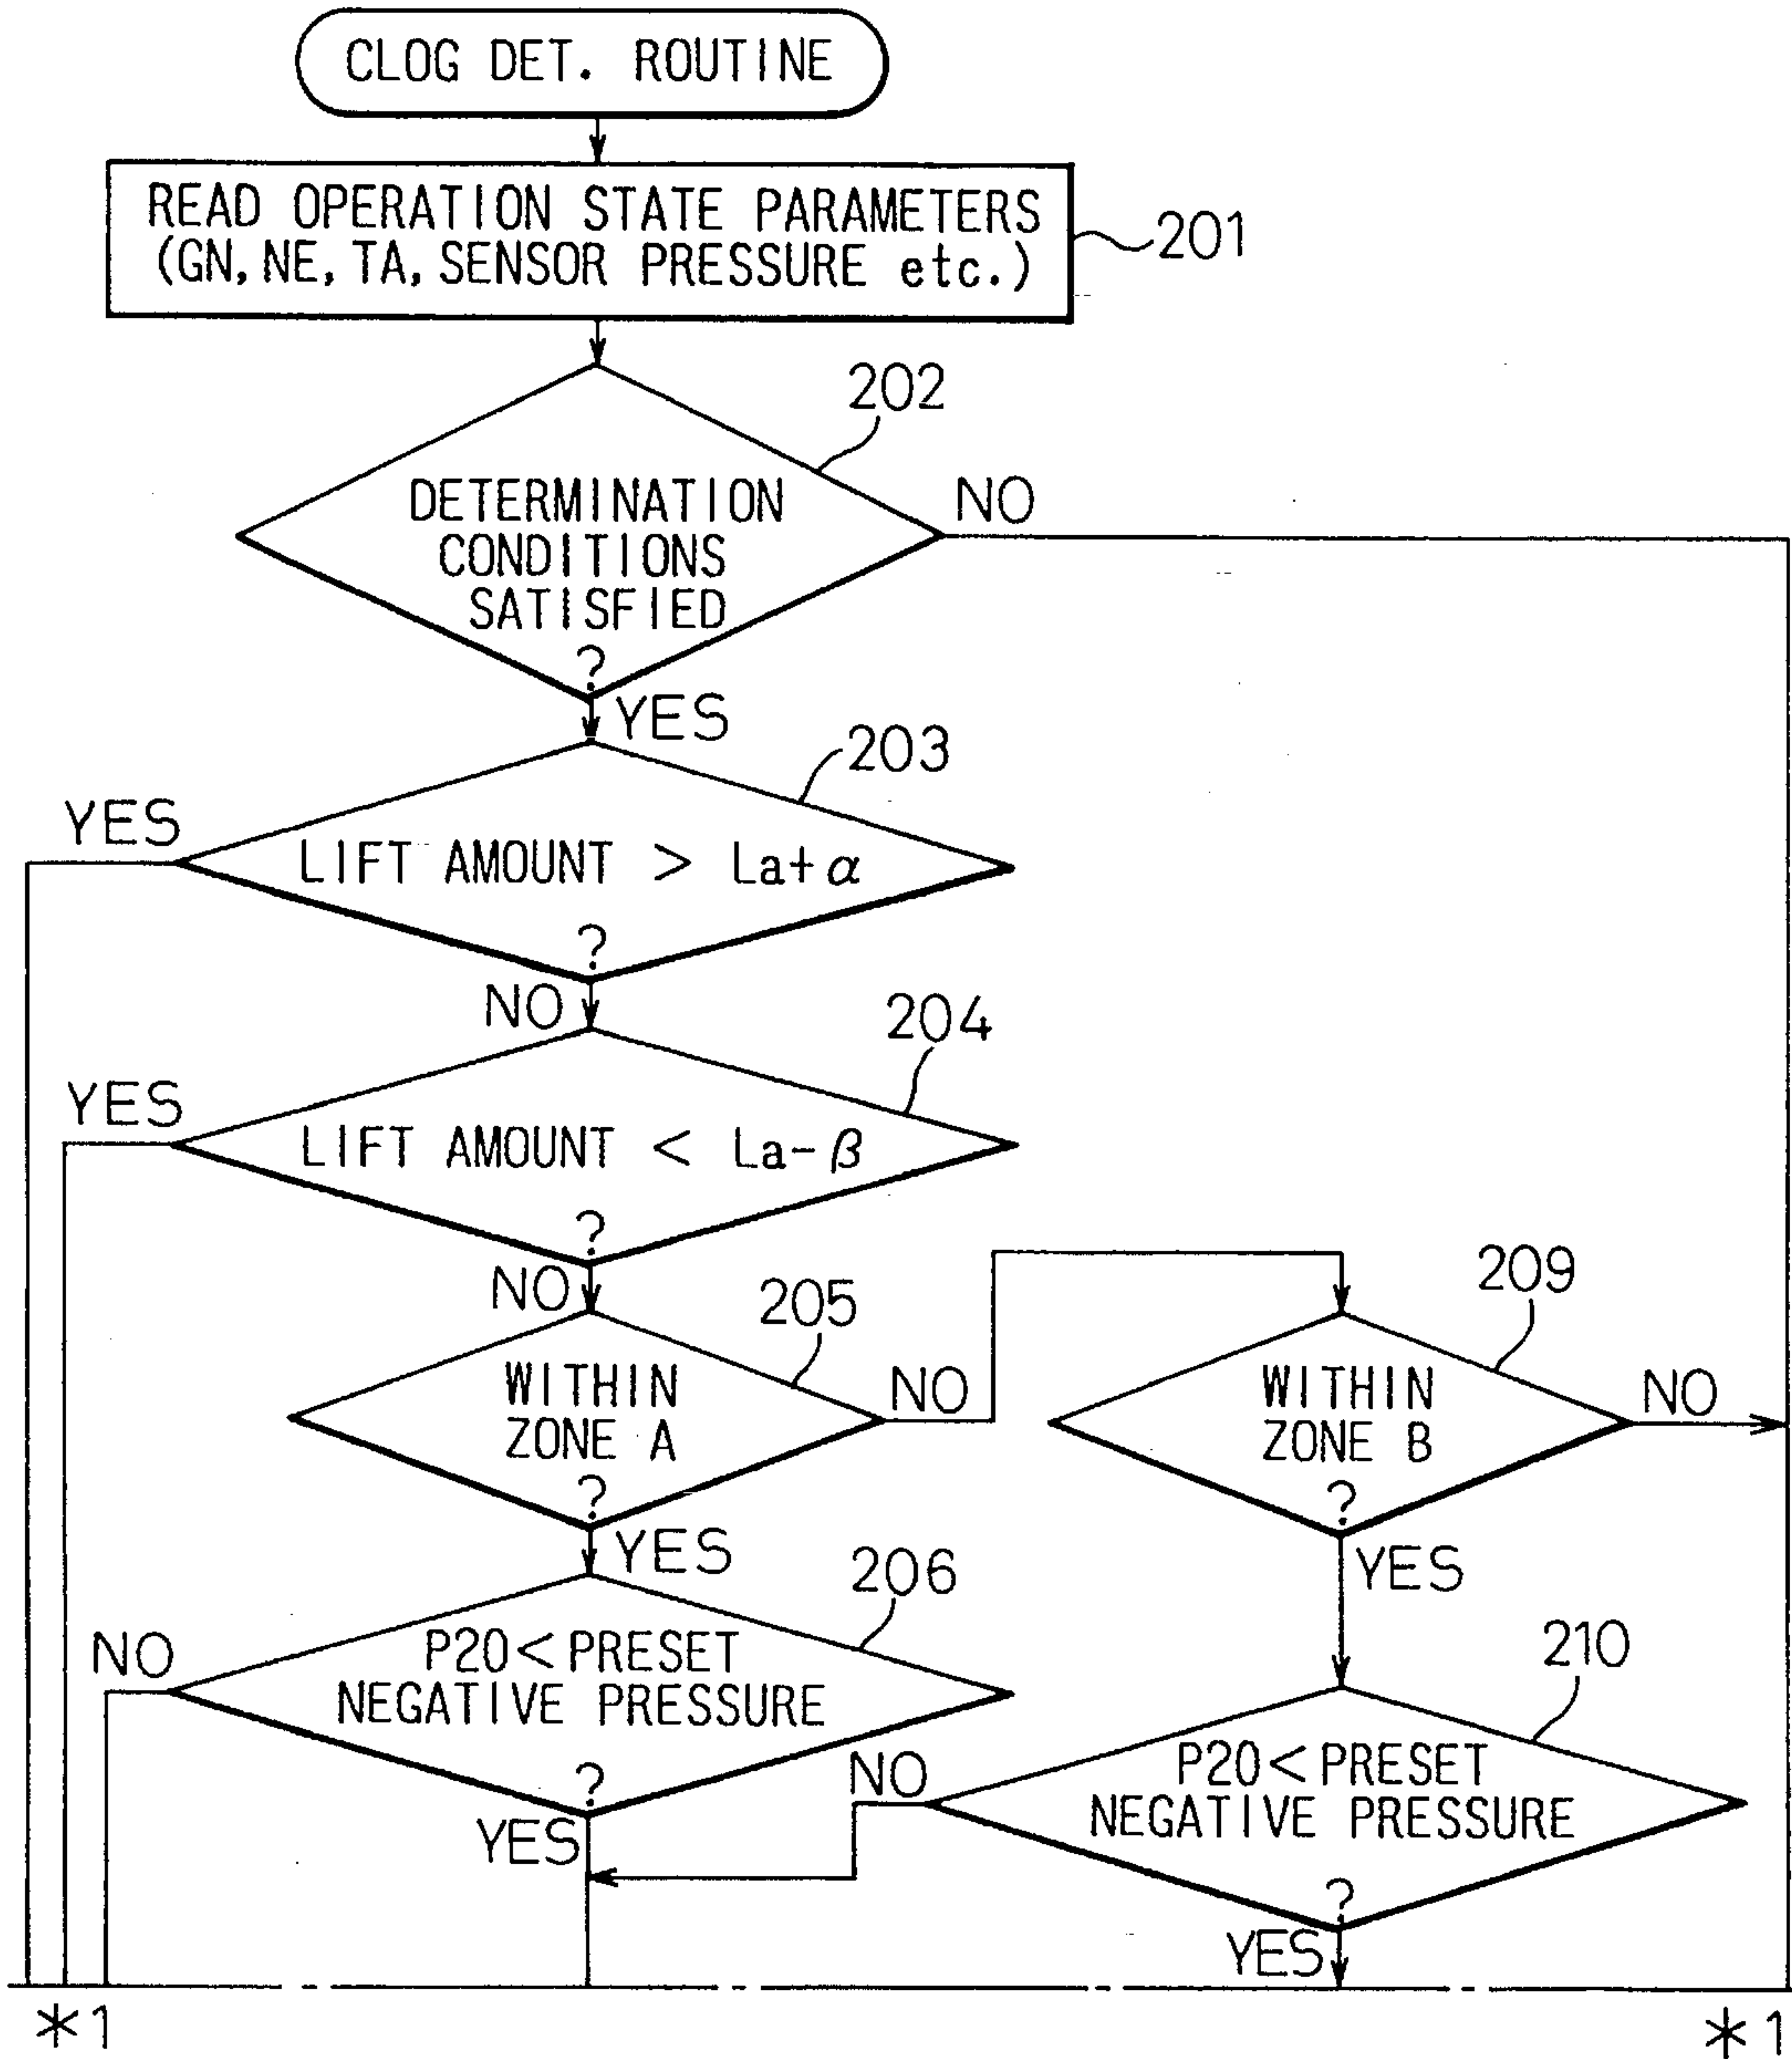 CLOG DET. ROUTINE
READ OPERATION STATE PARAMETERS
(GN, NE, TA, SENSOR PRESSURE etc.)
201
202
DETERMINATION
CONDITIONS
SATISFIED
?
NO
YES
203
YES
LIFT AMOUNT > La+α
?
NO
204
YES
LIFT AMOUNT < La-β
?
NO
205
WITHIN
ZONE A
?
NO
YES
209
WITHIN
ZONE B
?
NO
YES
206
NO
P20<PRESET
NEGATIVE PRESSURE
?
YES
210
NO
P20<PRESET
NEGATIVE PRESSURE
?
YES
*1
*1